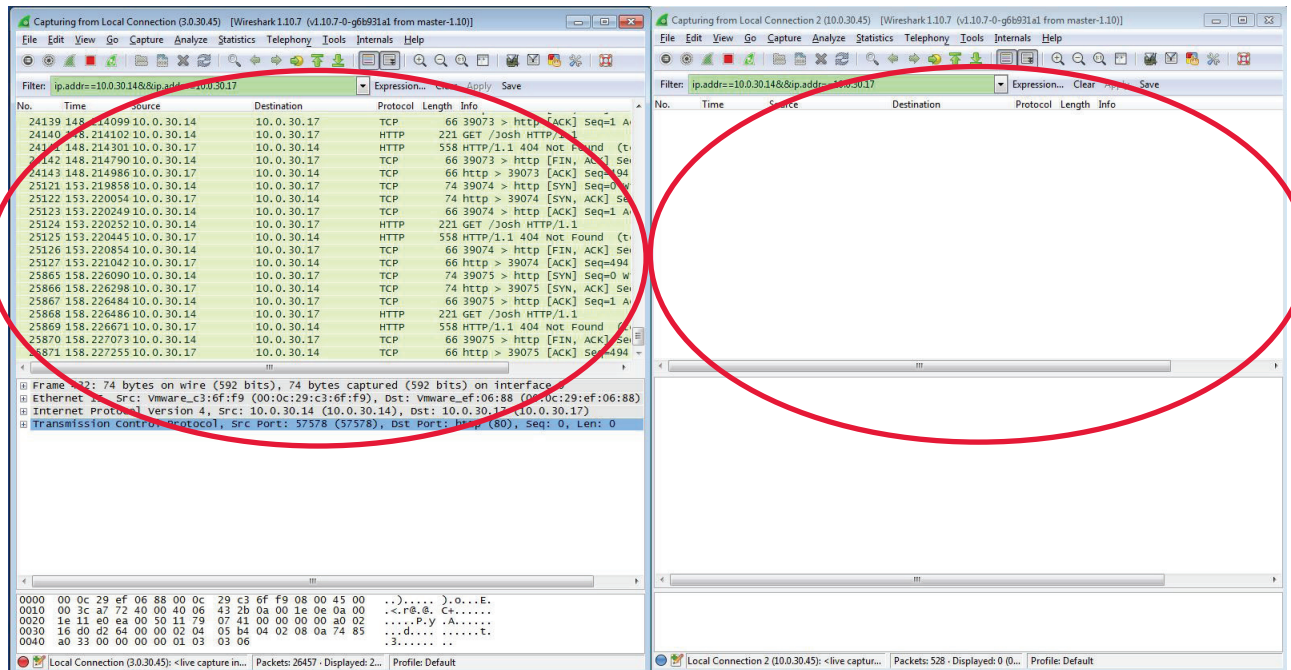 Capturing from Local Connection (3.0.30.45) [Wireshark 1.10.7 (v1.10.7-0-g6b931a1 from master-1.10)]
File Edit View Go Capture Analyze Statistics Telephony Tools Internals Help
Filter: ip.addr==10.0.30.14&&ip.addr==10.0.30.17 Expression... Clear Apply Save
No. Time Source Destination Protocol Length Info
24139 148.214099 10.0.30.14 10.0.30.17 TCP 66 39073 > http [ACK] Seq=1 A
24140 148.214102 10.0.30.14 10.0.30.17 HTTP 221 GET /Josh HTTP/1.1
24141 148.214301 10.0.30.17 10.0.30.14 HTTP 558 HTTP/1.1 404 Not Found (t
24142 148.214790 10.0.30.14 10.0.30.17 TCP 66 39073 > http [FIN, ACK] Se
24143 148.214986 10.0.30.17 10.0.30.14 TCP 66 http > 39073 [ACK] Seq=494
25121 153.219858 10.0.30.14 10.0.30.17 TCP 74 39074 > http [SYN] Seq=0 W
25122 153.220054 10.0.30.17 10.0.30.14 TCP 74 http > 39074 [SYN, ACK] Se
25123 153.220249 10.0.30.14 10.0.30.17 TCP 66 39074 > http [ACK] Seq=1 A
25124 153.220252 10.0.30.14 10.0.30.17 HTTP 221 GET /Josh HTTP/1.1
25125 153.220445 10.0.30.17 10.0.30.14 HTTP 558 HTTP/1.1 404 Not Found (t
25126 153.220854 10.0.30.14 10.0.30.17 TCP 66 39074 > http [FIN, ACK] Se
25127 153.221042 10.0.30.17 10.0.30.14 TCP 66 http > 39074 [ACK] Seq=494
25865 158.226090 10.0.30.14 10.0.30.17 TCP 74 39075 > http [SYN] Seq=0 W
25866 158.226298 10.0.30.17 10.0.30.14 TCP 74 http > 39075 [SYN, ACK] Se
25867 158.226484 10.0.30.14 10.0.30.17 TCP 66 39075 > http [ACK] Seq=1 A
25868 158.226486 10.0.30.14 10.0.30.17 HTTP 221 GET /Josh HTTP/1.1
25869 158.226671 10.0.30.17 10.0.30.14 HTTP 558 HTTP/1.1 404 Not Found (t
25870 158.227073 10.0.30.14 10.0.30.17 TCP 66 39075 > http [FIN, ACK] Se
25871 158.227255 10.0.30.17 10.0.30.14 TCP 66 http > 39075 [ACK] Seq=494
Frame 432: 74 bytes on wire (592 bits), 74 bytes captured (592 bits) on interface 0
Ethernet II, Src: Vmware_c3:6f:f9 (00:0c:29:c3:6f:f9), Dst: Vmware_ef:06:88 (00:0c:29:ef:06:88)
Internet Protocol Version 4, Src: 10.0.30.14 (10.0.30.14), Dst: 10.0.30.17 (10.0.30.17)
Transmission Control Protocol, Src Port: 57578 (57578), Dst Port: http (80), Seq: 0, Len: 0
0000 00 0c 29 ef 06 88 00 0c 29 c3 6f f9 08 00 45 00 ..)..... ).o...E.
0010 00 3c a7 72 40 00 40 06 43 2b 0a 00 1e 0e 0a 00 .<.r@.@. C+......
0020 1e 11 e0 ea 00 50 11 79 07 41 00 00 00 00 a0 02 .....P.y .A......
0030 16 d0 d2 64 00 00 02 04 05 b4 04 02 08 0a 74 85 ...d.... ......t.
0040 a0 33 00 00 00 00 01 03 03 06 .3...... ..
Local Connection (3.0.30.45): <live capture in... Packets: 26457 · Displayed: 2... Profile: Default
Capturing from Local Connection 2 (10.0.30.45) [Wireshark 1.10.7 (v1.10.7-0-g6b931a1 from master-1.10)]
File Edit View Go Capture Analyze Statistics Telephony Tools Internals Help
Filter: ip.addr==10.0.30.14&&ip.addr==10.0.30.17 Expression... Clear Apply Save
No. Time Source Destination Protocol Length Info
Local Connection 2 (10.0.30.45): <live captur... Packets: 528 · Displayed: 0 (0... Profile: Default